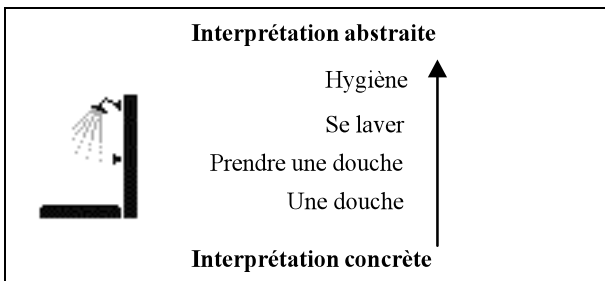 Interprétation abstraite
Hygiène
Se laver
Prendre une douche
Une douche
Interprétation concrète